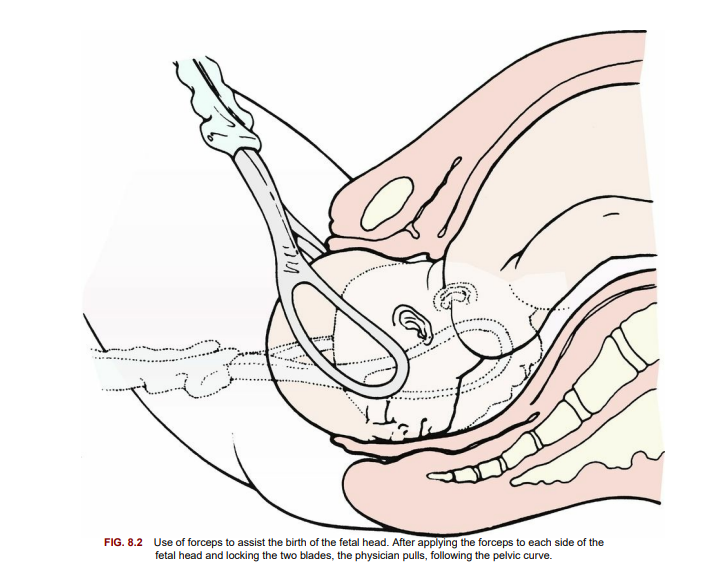 FIG. 8.2 Use of forceps to assist the birth of the fetal head. After applying the forceps to each side of the
fetal head and locking the two blades, the physician pulls, following the pelvic curve.